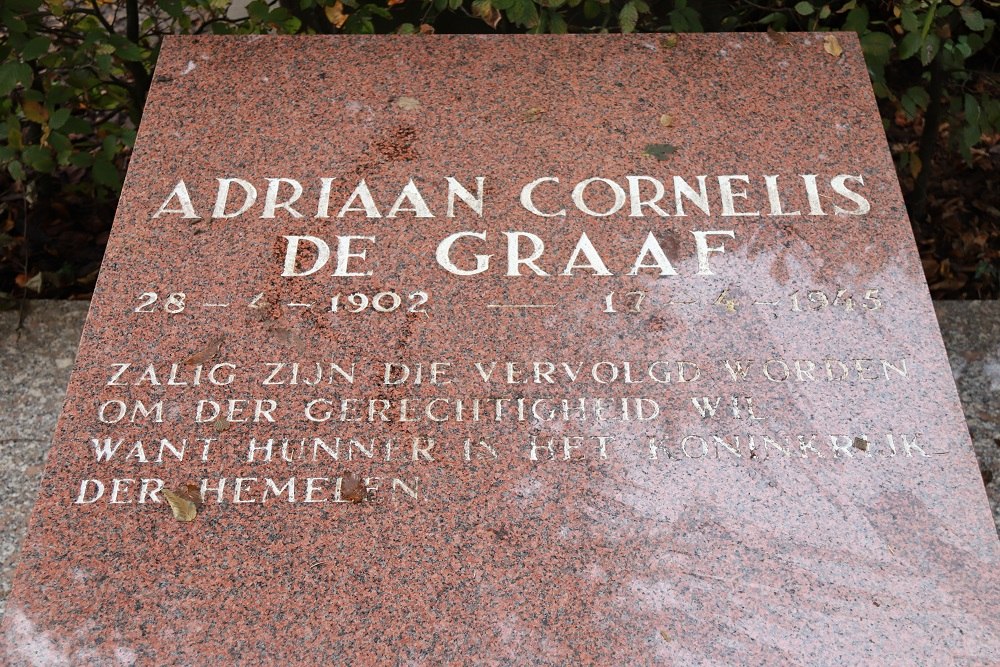 ADRIAAN CORNELIS
DE GRAAF
28 - 4 - 1902 — 17 - 4 - 1945
ZALIG ZIJN DIE VERVOLGD WORDEN
OM DER GERECHTIGHEID WIL
WANT HUNNER IN HET KONINKRIJK
DER HEMELEN